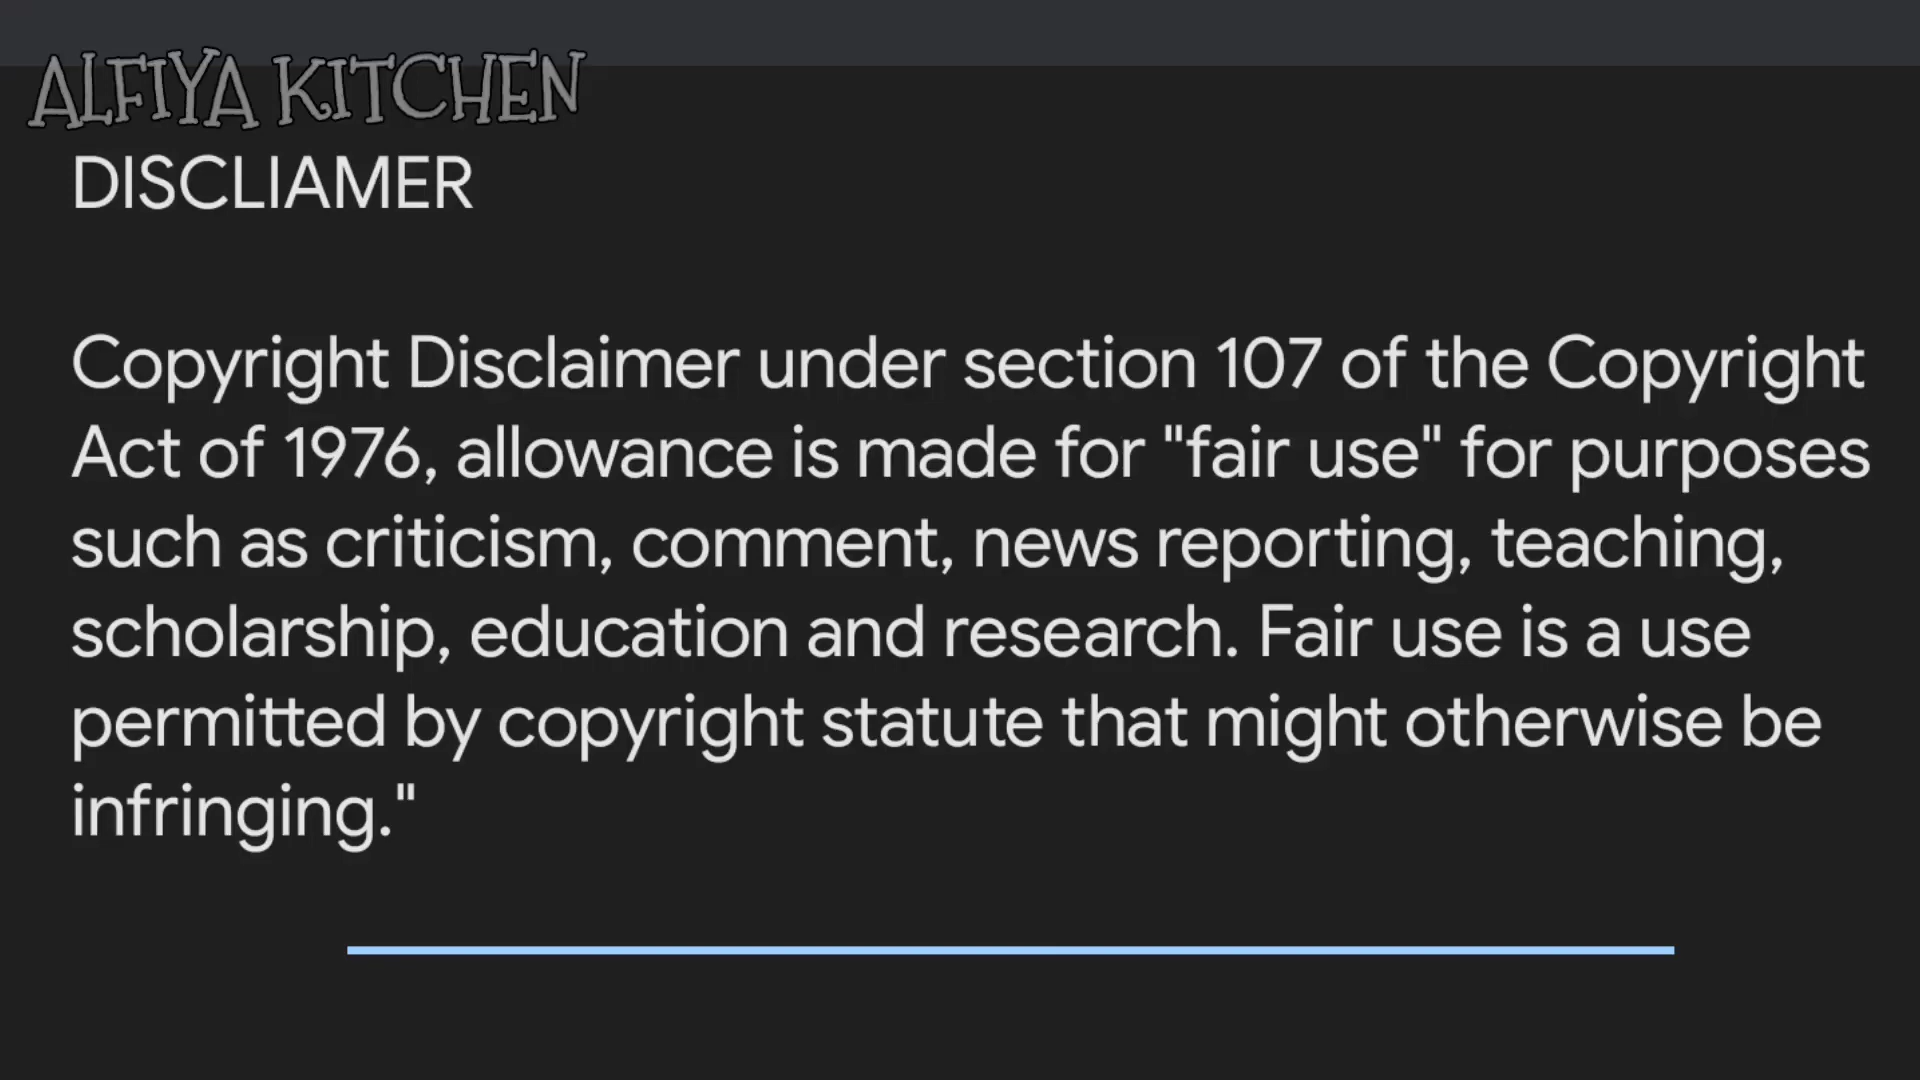 ALFIYA KITCHEN
DISCLIAMER
Copyright Disclaimer under section 107 of the Copyright
Act of 1976, allowance is made for "fair use" for purposes
such as criticism, comment, news reporting, teaching,
scholarship, education and research. Fair use is a use
permitted by copyright statute that might otherwise be
infringing."